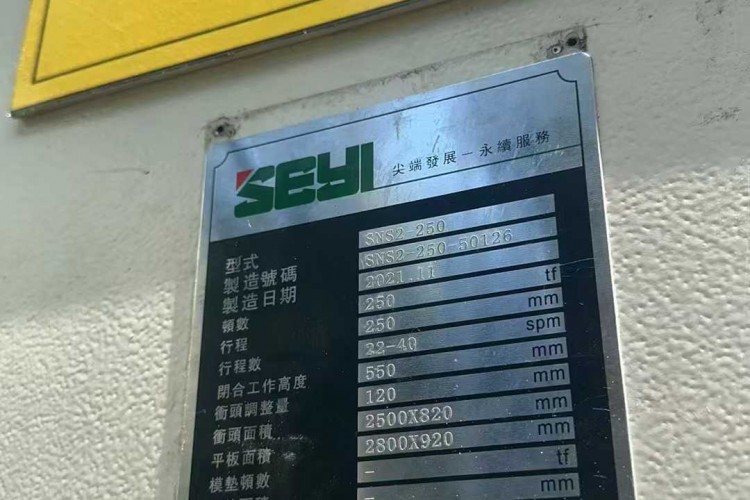 SEYI 尖端發展－永續服務
型式 SNS2-250
製造號碼 SNS2-250-50126
製造日期 2021.11
頓數 250 tf
行程 250 mm
行程數 22-40 spm
閉合工作高度 550 mm
衝頭調整量 120 mm
衝頭面積 2500X820 mm
平板面積 2800X920 mm
模墊頓數 - tf
- mm